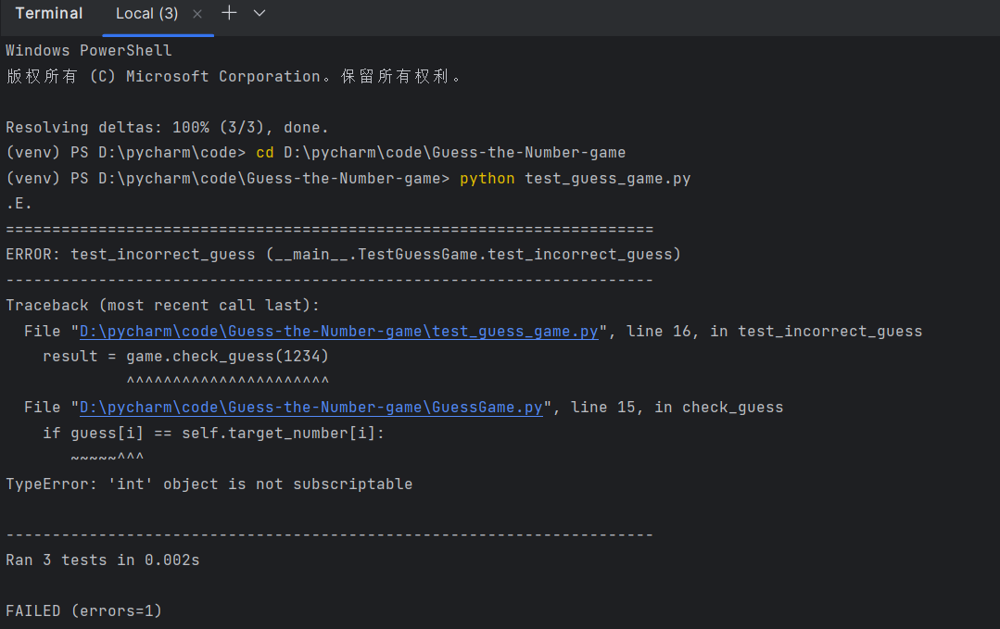 Terminal Local (3) × +
Windows PowerShell
版权所有 (C) Microsoft Corporation。保留所有权利。
Resolving deltas: 100% (3/3), done.
(venv) PS D:\pycharm\code> cd D:\pycharm\code\Guess-the-Number-game
(venv) PS D:\pycharm\code\Guess-the-Number-game> python test_guess_game.py
.E.
======================================================================
ERROR: test_incorrect_guess (__main__.TestGuessGame.test_incorrect_guess)
----------------------------------------------------------------------
Traceback (most recent call last):
  File "D:\pycharm\code\Guess-the-Number-game\test_guess_game.py", line 16, in test_incorrect_guess
    result = game.check_guess(1234)
             ^^^^^^^^^^^^^^^^^^^^^^
  File "D:\pycharm\code\Guess-the-Number-game\GuessGame.py", line 15, in check_guess
    if guess[i] == self.target_number[i]:
       ~~~~~^^^
TypeError: 'int' object is not subscriptable
----------------------------------------------------------------------
Ran 3 tests in 0.002s
FAILED (errors=1)